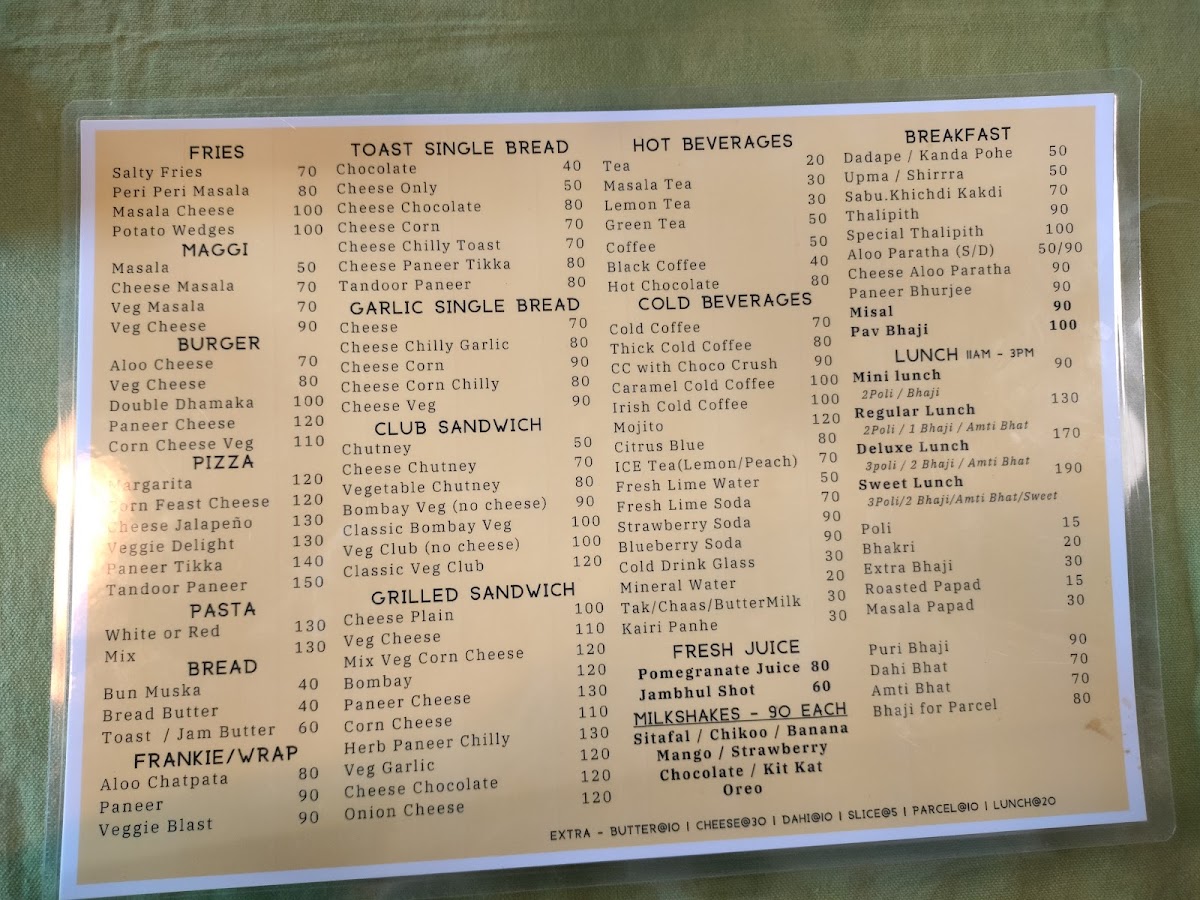 FRIES
Salty Fries 70
Peri Peri Masala 80
Masala Cheese 100
Potato Wedges 100
MAGGI
Masala 50
Cheese Masala 70
Veg Masala 70
Veg Cheese 90
BURGER
Aloo Cheese 70
Veg Cheese 80
Double Dhamaka 100
Paneer Cheese 120
Corn Cheese Veg 110
PIZZA
Margarita 120
Corn Feast Cheese 120
Cheese Jalapeño 130
Veggie Delight 130
Paneer Tikka 140
Tandoor Paneer 150
PASTA
White or Red 130
Mix 130
BREAD
Bun Muska 40
Bread Butter 40
Toast / Jam Butter 60
FRANKIE/WRAP
Aloo Chatpata 80
Paneer 90
Veggie Blast 90
TOAST SINGLE BREAD
Chocolate 40
Cheese Only 50
Cheese Chocolate 80
Cheese Corn 70
Cheese Chilly Toast 70
Cheese Paneer Tikka 80
Tandoor Paneer 80
GARLIC SINGLE BREAD
Cheese 70
Cheese Chilly Garlic 80
Cheese Corn 90
Cheese Corn Chilly 80
Cheese Veg 90
CLUB SANDWICH
Chutney 50
Cheese Chutney 70
Vegetable Chutney 80
Bombay Veg (no cheese) 90
Classic Bombay Veg 100
Veg Club (no cheese) 100
Classic Veg Club 120
GRILLED SANDWICH
Cheese Plain 100
Veg Cheese 110
Mix Veg Corn Cheese 120
Bombay 120
Paneer Cheese 130
Corn Cheese 110
Herb Paneer Chilly 130
Veg Garlic 120
Cheese Chocolate 120
Onion Cheese 120
HOT BEVERAGES
Tea 20
Masala Tea 30
Lemon Tea 30
Green Tea 50
Coffee 50
Black Coffee 40
Hot Chocolate 80
COLD BEVERAGES
Cold Coffee 70
Thick Cold Coffee 80
CC with Choco Crush 90
Caramel Cold Coffee 100
Irish Cold Coffee 100
Mojito 120
Citrus Blue 80
ICE Tea(Lemon/Peach) 70
Fresh Lime Water 50
Fresh Lime Soda 70
Strawberry Soda 90
Blueberry Soda 90
Cold Drink Glass 30
Mineral Water 20
Tak/Chaas/ButterMilk 30
Kairi Panhe 30
FRESH JUICE
Pomegranate Juice 80
Jambhul Shot 60
MILKSHAKES - 90 EACH
Sitafal / Chikoo / Banana
Mango / Strawberry
Chocolate / Kit Kat
Oreo
BREAKFAST
Dadape / Kanda Pohe 50
Upma / Shirrra 50
Sabu.Khichdi Kakdi 70
Thalipith 90
Special Thalipith 100
Aloo Paratha (S/D) 50/90
Cheese Aloo Paratha 90
Paneer Bhurjee 90
Misal 90
Pav Bhaji 100
LUNCH 11AM - 3PM
Mini lunch 90
2Poli / Bhaji
Regular Lunch 130
2Poli / 1 Bhaji / Amti Bhat
Deluxe Lunch 170
3poli / 2 Bhaji / Amti Bhat
Sweet Lunch 190
3Poli/2 Bhaji/Amti Bhat/Sweet
Poli 15
Bhakri 20
Extra Bhaji 30
Roasted Papad 15
Masala Papad 30
Puri Bhaji 90
Dahi Bhat 70
Amti Bhat 70
Bhaji for Parcel 80
EXTRA - BUTTER@10 | CHEESE@30 | DAHI@10 | SLICE@5 | PARCEL@10 | LUNCH@20